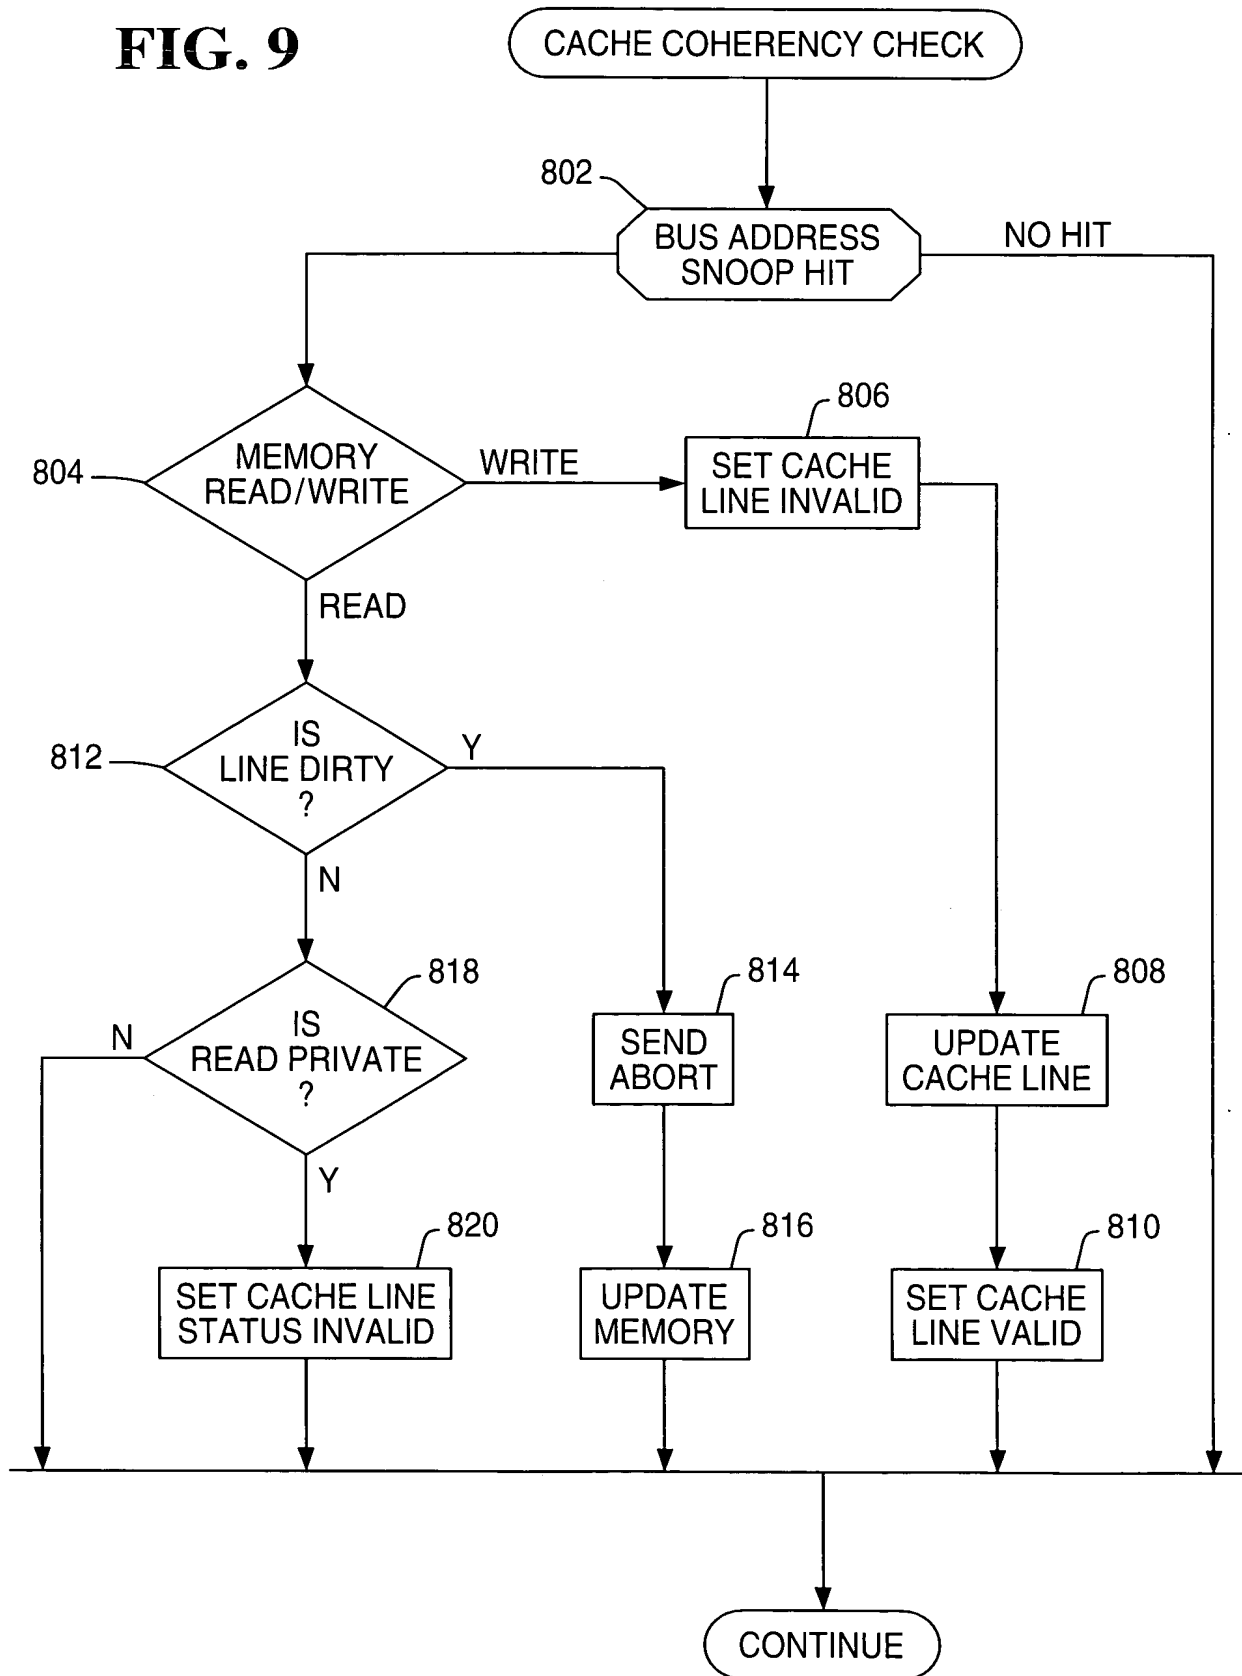 FIG. 9
CACHE COHERENCY CHECK
802
BUS ADDRESS
SNOOP HIT
NO HIT
804
MEMORY
READ/WRITE
WRITE
806
SET CACHE
LINE INVALID
READ
812
IS
LINE DIRTY
?
Y
N
818
IS
READ PRIVATE
?
N
Y
814
SEND
ABORT
808
UPDATE
CACHE LINE
820
SET CACHE LINE
STATUS INVALID
816
UPDATE
MEMORY
810
SET CACHE
LINE VALID
CONTINUE